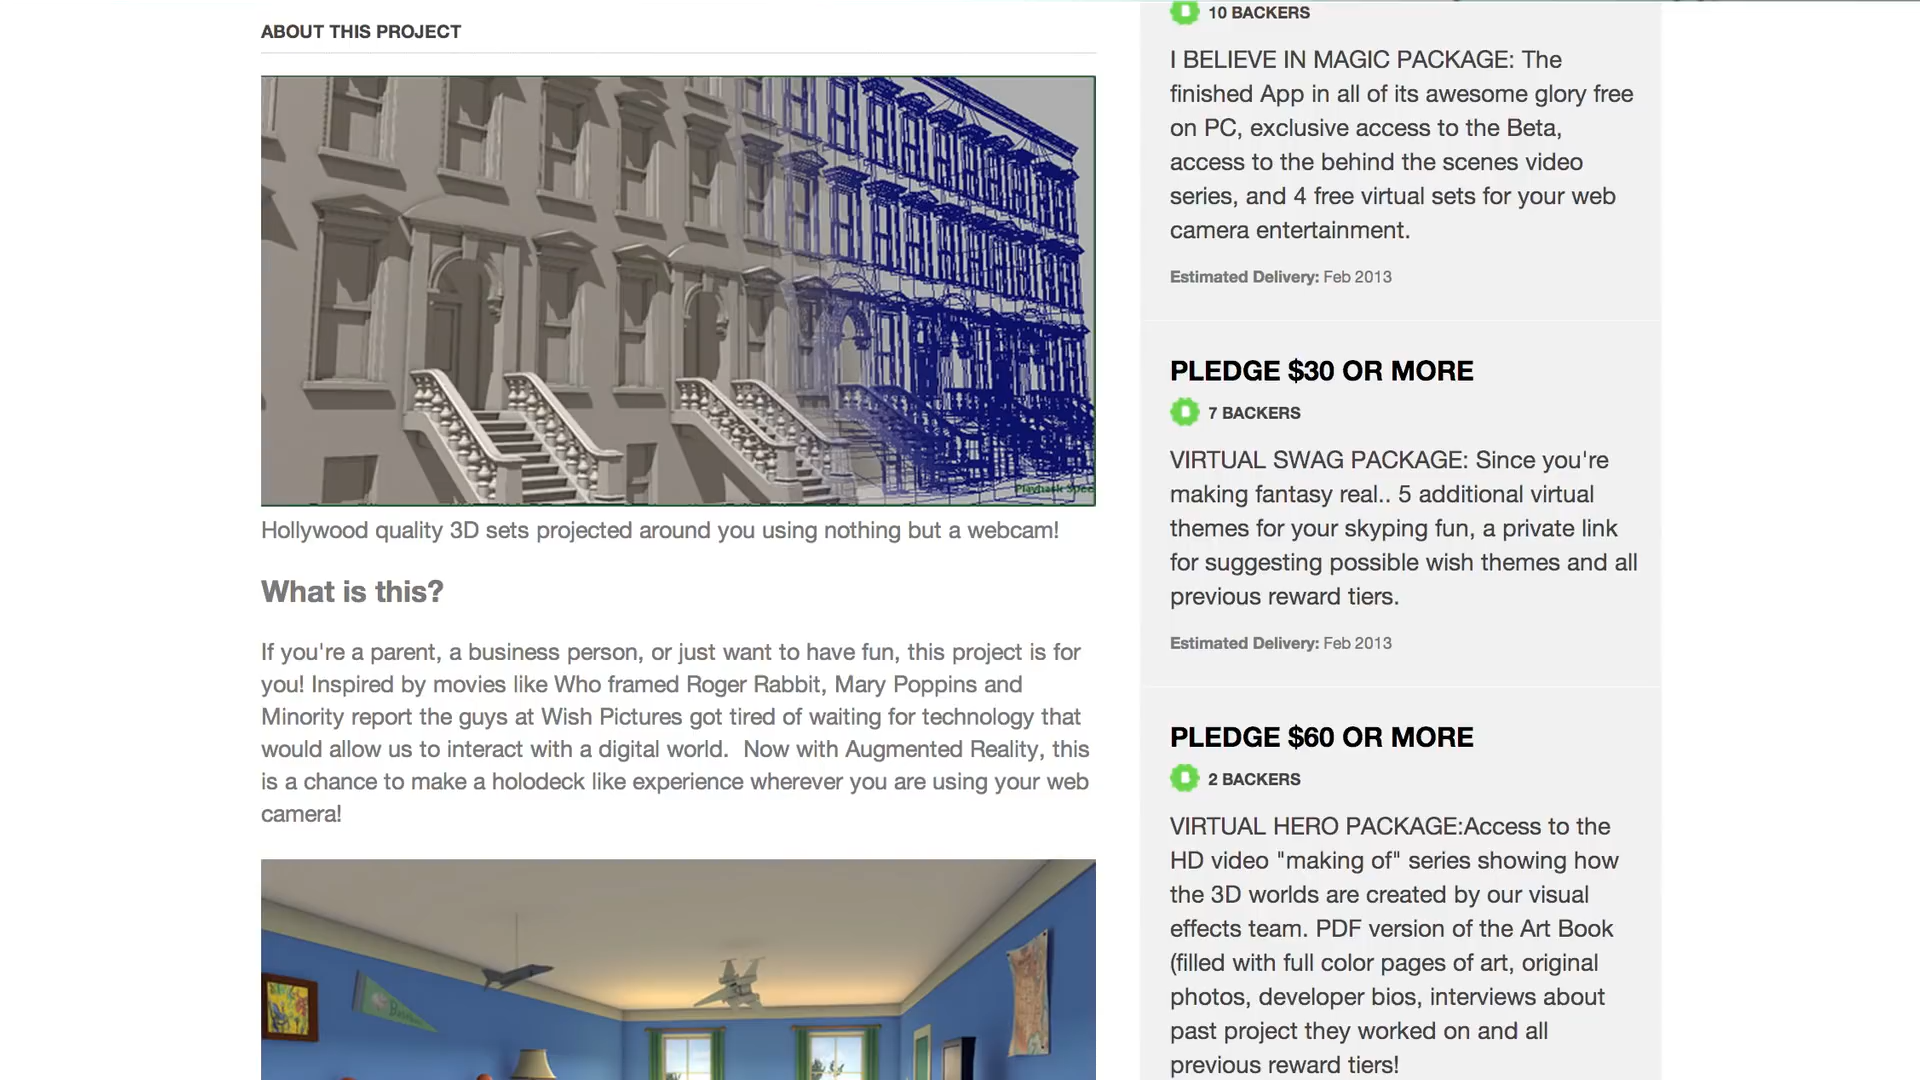 ABOUT THIS PROJECT
Playback Spee
Hollywood quality 3D sets projected around you using nothing but a webcam!
What is this?
If you're a parent, a business person, or just want to have fun, this project is for
you! Inspired by movies like Who framed Roger Rabbit, Mary Poppins and
Minority report the guys at Wish Pictures got tired of waiting for technology that
would allow us to interact with a digital world.  Now with Augmented Reality, this
is a chance to make a holodeck like experience wherever you are using your web
camera!
10 BACKERS
I BELIEVE IN MAGIC PACKAGE: The
finished App in all of its awesome glory free
on PC, exclusive access to the Beta,
access to the behind the scenes video
series, and 4 free virtual sets for your web
camera entertainment.
Estimated Delivery: Feb 2013
PLEDGE $30 OR MORE
7 BACKERS
VIRTUAL SWAG PACKAGE: Since you're
making fantasy real.. 5 additional virtual
themes for your skyping fun, a private link
for suggesting possible wish themes and all
previous reward tiers.
Estimated Delivery: Feb 2013
PLEDGE $60 OR MORE
2 BACKERS
VIRTUAL HERO PACKAGE:Access to the
HD video "making of" series showing how
the 3D worlds are created by our visual
effects team. PDF version of the Art Book
(filled with full color pages of art, original
photos, developer bios, interviews about
past project they worked on and all
previous reward tiers!